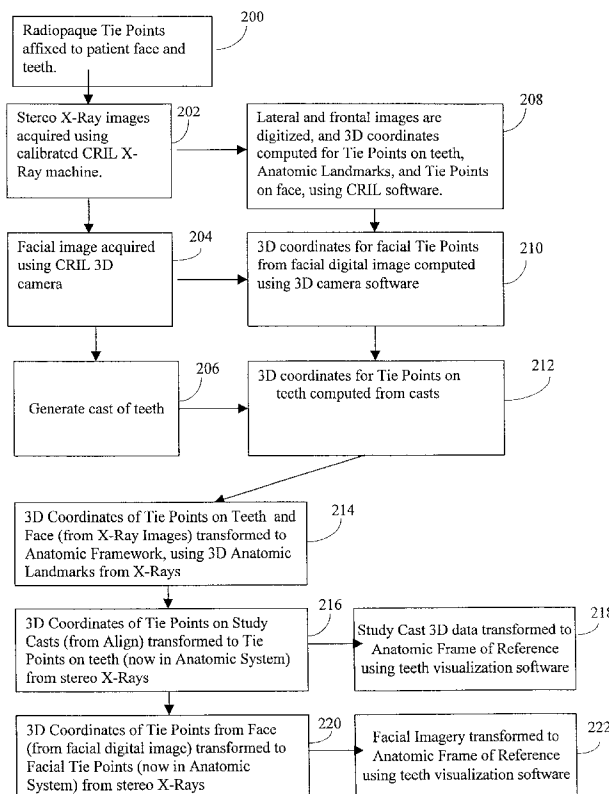 200
Radiopaque Tie Points
affixed to patient face and
teeth.
202
Stereo X-Ray images
acquired using
calibrated CRIL X-
Ray machine.
208
Lateral and frontal images are
digitized, and 3D coordinates
computed for Tie Points on teeth,
Anatomic Landmarks, and Tie Points
on face, using CRIL software.
204
Facial image acquired
using CRIL 3D
camera
210
3D coordinates for facial Tie Points
from facial digital image computed
using 3D camera software
206
Generate cast of teeth
212
3D coordinates for Tie Points on
teeth computed from casts
214
3D Coordinates of Tie Points on Teeth and
Face (from X-Ray Images) transformed to
Anatomic Framework, using 3D Anatomic
Landmarks from X-Rays
216
3D Coordinates of Tie Points on Study
Casts (from Align) transformed to Tie
Points on teeth (now in Anatomic System)
from stereo X-Rays
218
Study Cast 3D data transformed to
Anatomic Frame of Reference
using teeth visualization software
220
3D Coordinates of Tie Points from Face
(from facial digital image) transformed to
Facial Tie Points (now in Anatomic
System) from stereo X-Rays
222
Facial Imagery transformed to
Anatomic Frame of Reference
using teeth visualization software